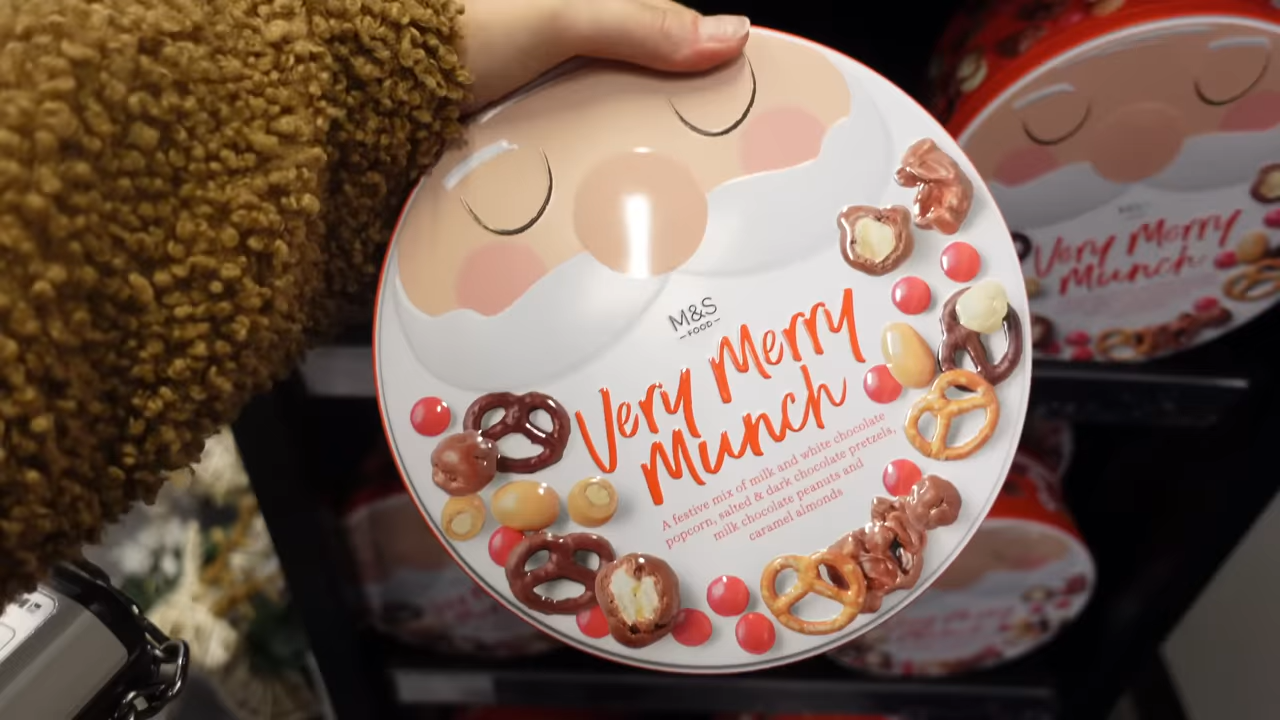 M&S
FOOD
Very Merry
Munch
A festive mix of milk and white chocolate
popcorn, salted & dark chocolate pretzels,
milk chocolate peanuts and
caramel almonds
Very Merry
Munch